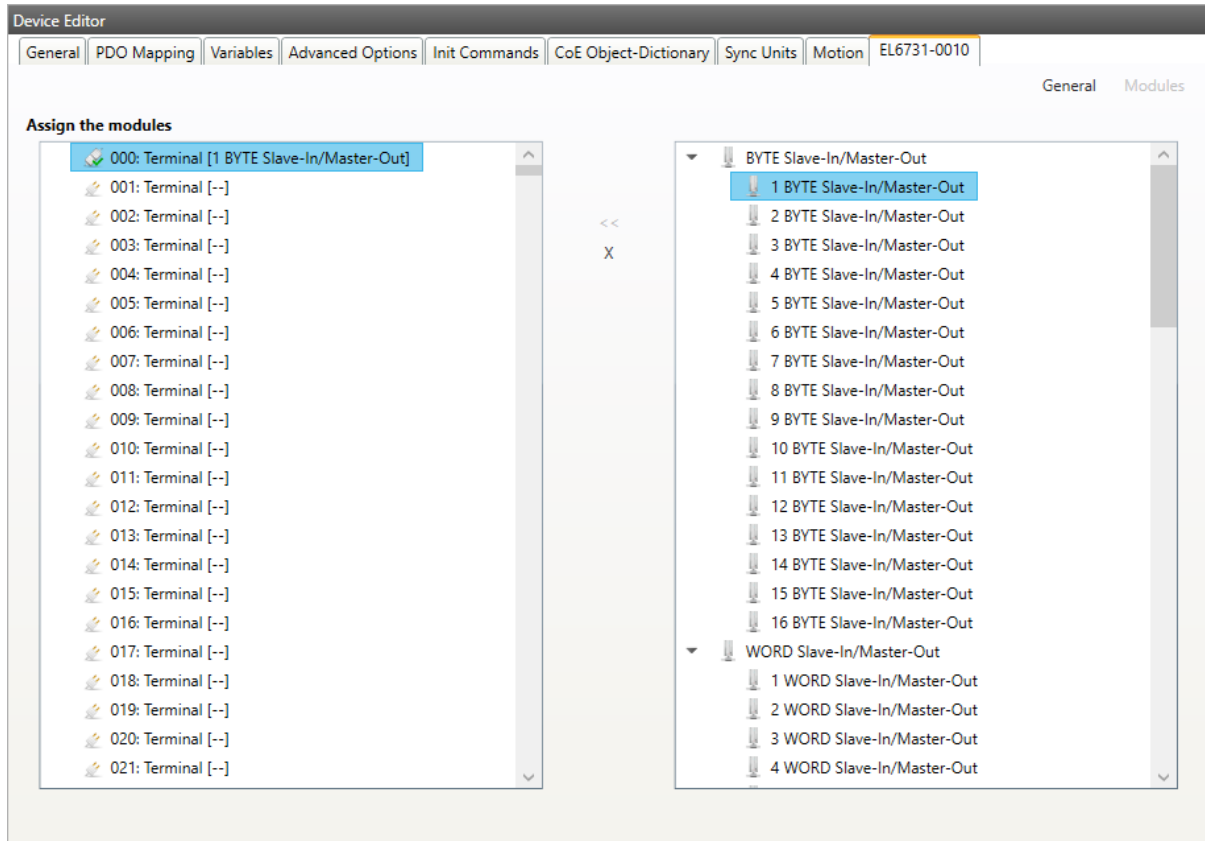 Device Editor
General PDO Mapping Variables Advanced Options Init Commands CoE Object-Dictionary Sync Units Motion EL6731-0010
General Modules
Assign the modules
000: Terminal [1 BYTE Slave-In/Master-Out]
001: Terminal [--]
002: Terminal [--]
003: Terminal [--]
004: Terminal [--]
005: Terminal [--]
006: Terminal [--]
007: Terminal [--]
008: Terminal [--]
009: Terminal [--]
010: Terminal [--]
011: Terminal [--]
012: Terminal [--]
013: Terminal [--]
014: Terminal [--]
015: Terminal [--]
016: Terminal [--]
017: Terminal [--]
018: Terminal [--]
019: Terminal [--]
020: Terminal [--]
021: Terminal [--]
<<
X
BYTE Slave-In/Master-Out
1 BYTE Slave-In/Master-Out
2 BYTE Slave-In/Master-Out
3 BYTE Slave-In/Master-Out
4 BYTE Slave-In/Master-Out
5 BYTE Slave-In/Master-Out
6 BYTE Slave-In/Master-Out
7 BYTE Slave-In/Master-Out
8 BYTE Slave-In/Master-Out
9 BYTE Slave-In/Master-Out
10 BYTE Slave-In/Master-Out
11 BYTE Slave-In/Master-Out
12 BYTE Slave-In/Master-Out
13 BYTE Slave-In/Master-Out
14 BYTE Slave-In/Master-Out
15 BYTE Slave-In/Master-Out
16 BYTE Slave-In/Master-Out
WORD Slave-In/Master-Out
1 WORD Slave-In/Master-Out
2 WORD Slave-In/Master-Out
3 WORD Slave-In/Master-Out
4 WORD Slave-In/Master-Out